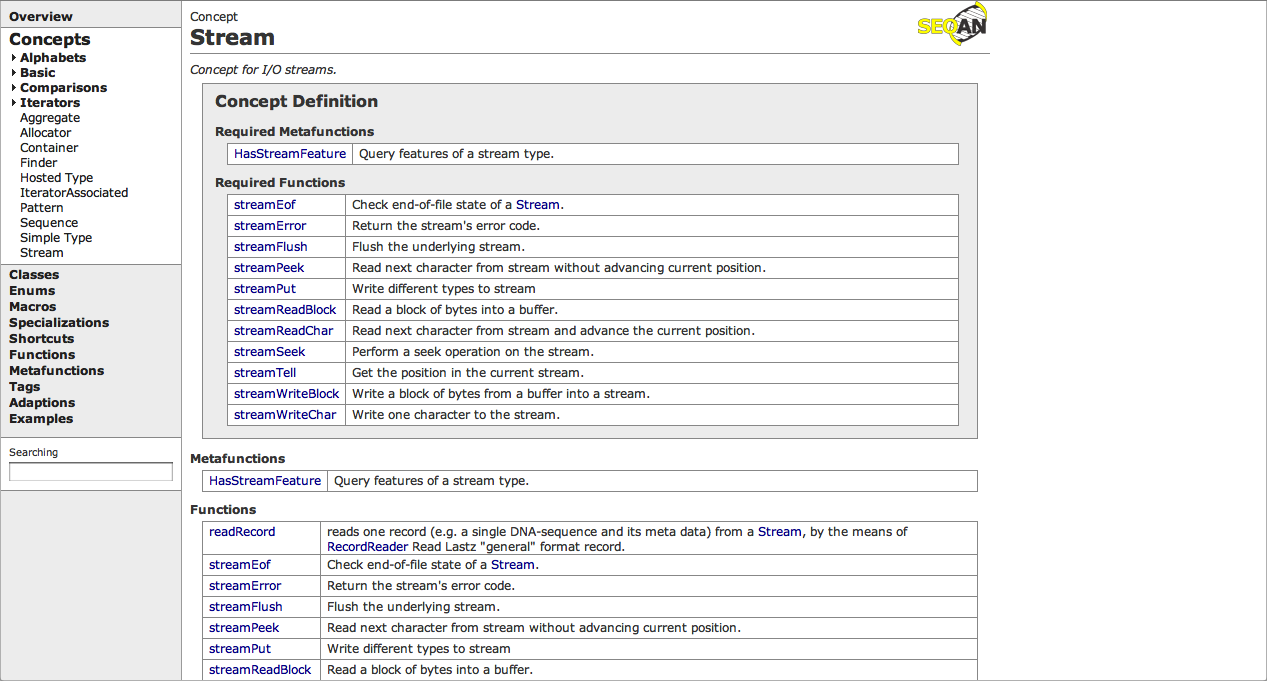 Overview
Concepts
Alphabets
Basic
Comparisons
Iterators
Aggregate
Allocator
Container
Finder
Hosted Type
IteratorAssociated
Pattern
Sequence
Simple Type
Stream
Classes
Enums
Macros
Specializations
Shortcuts
Functions
Metafunctions
Tags
Adaptions
Examples
Searching
Concept
Stream
SEQAN
Concept for I/O streams.
Concept Definition
Required Metafunctions
HasStreamFeature Query features of a stream type.
Required Functions
streamEof Check end-of-file state of a Stream.
streamError Return the stream's error code.
streamFlush Flush the underlying stream.
streamPeek Read next character from stream without advancing current position.
streamPut Write different types to stream
streamReadBlock Read a block of bytes into a buffer.
streamReadChar Read next character from stream and advance the current position.
streamSeek Perform a seek operation on the stream.
streamTell Get the position in the current stream.
streamWriteBlock Write a block of bytes from a buffer into a stream.
streamWriteChar Write one character to the stream.
Metafunctions
HasStreamFeature Query features of a stream type.
Functions
readRecord reads one record (e.g. a single DNA-sequence and its meta data) from a Stream, by the means of
RecordReader Read Lastz "general" format record.
streamEof Check end-of-file state of a Stream.
streamError Return the stream's error code.
streamFlush Flush the underlying stream.
streamPeek Read next character from stream without advancing current position.
streamPut Write different types to stream
streamReadBlock Read a block of bytes into a buffer.